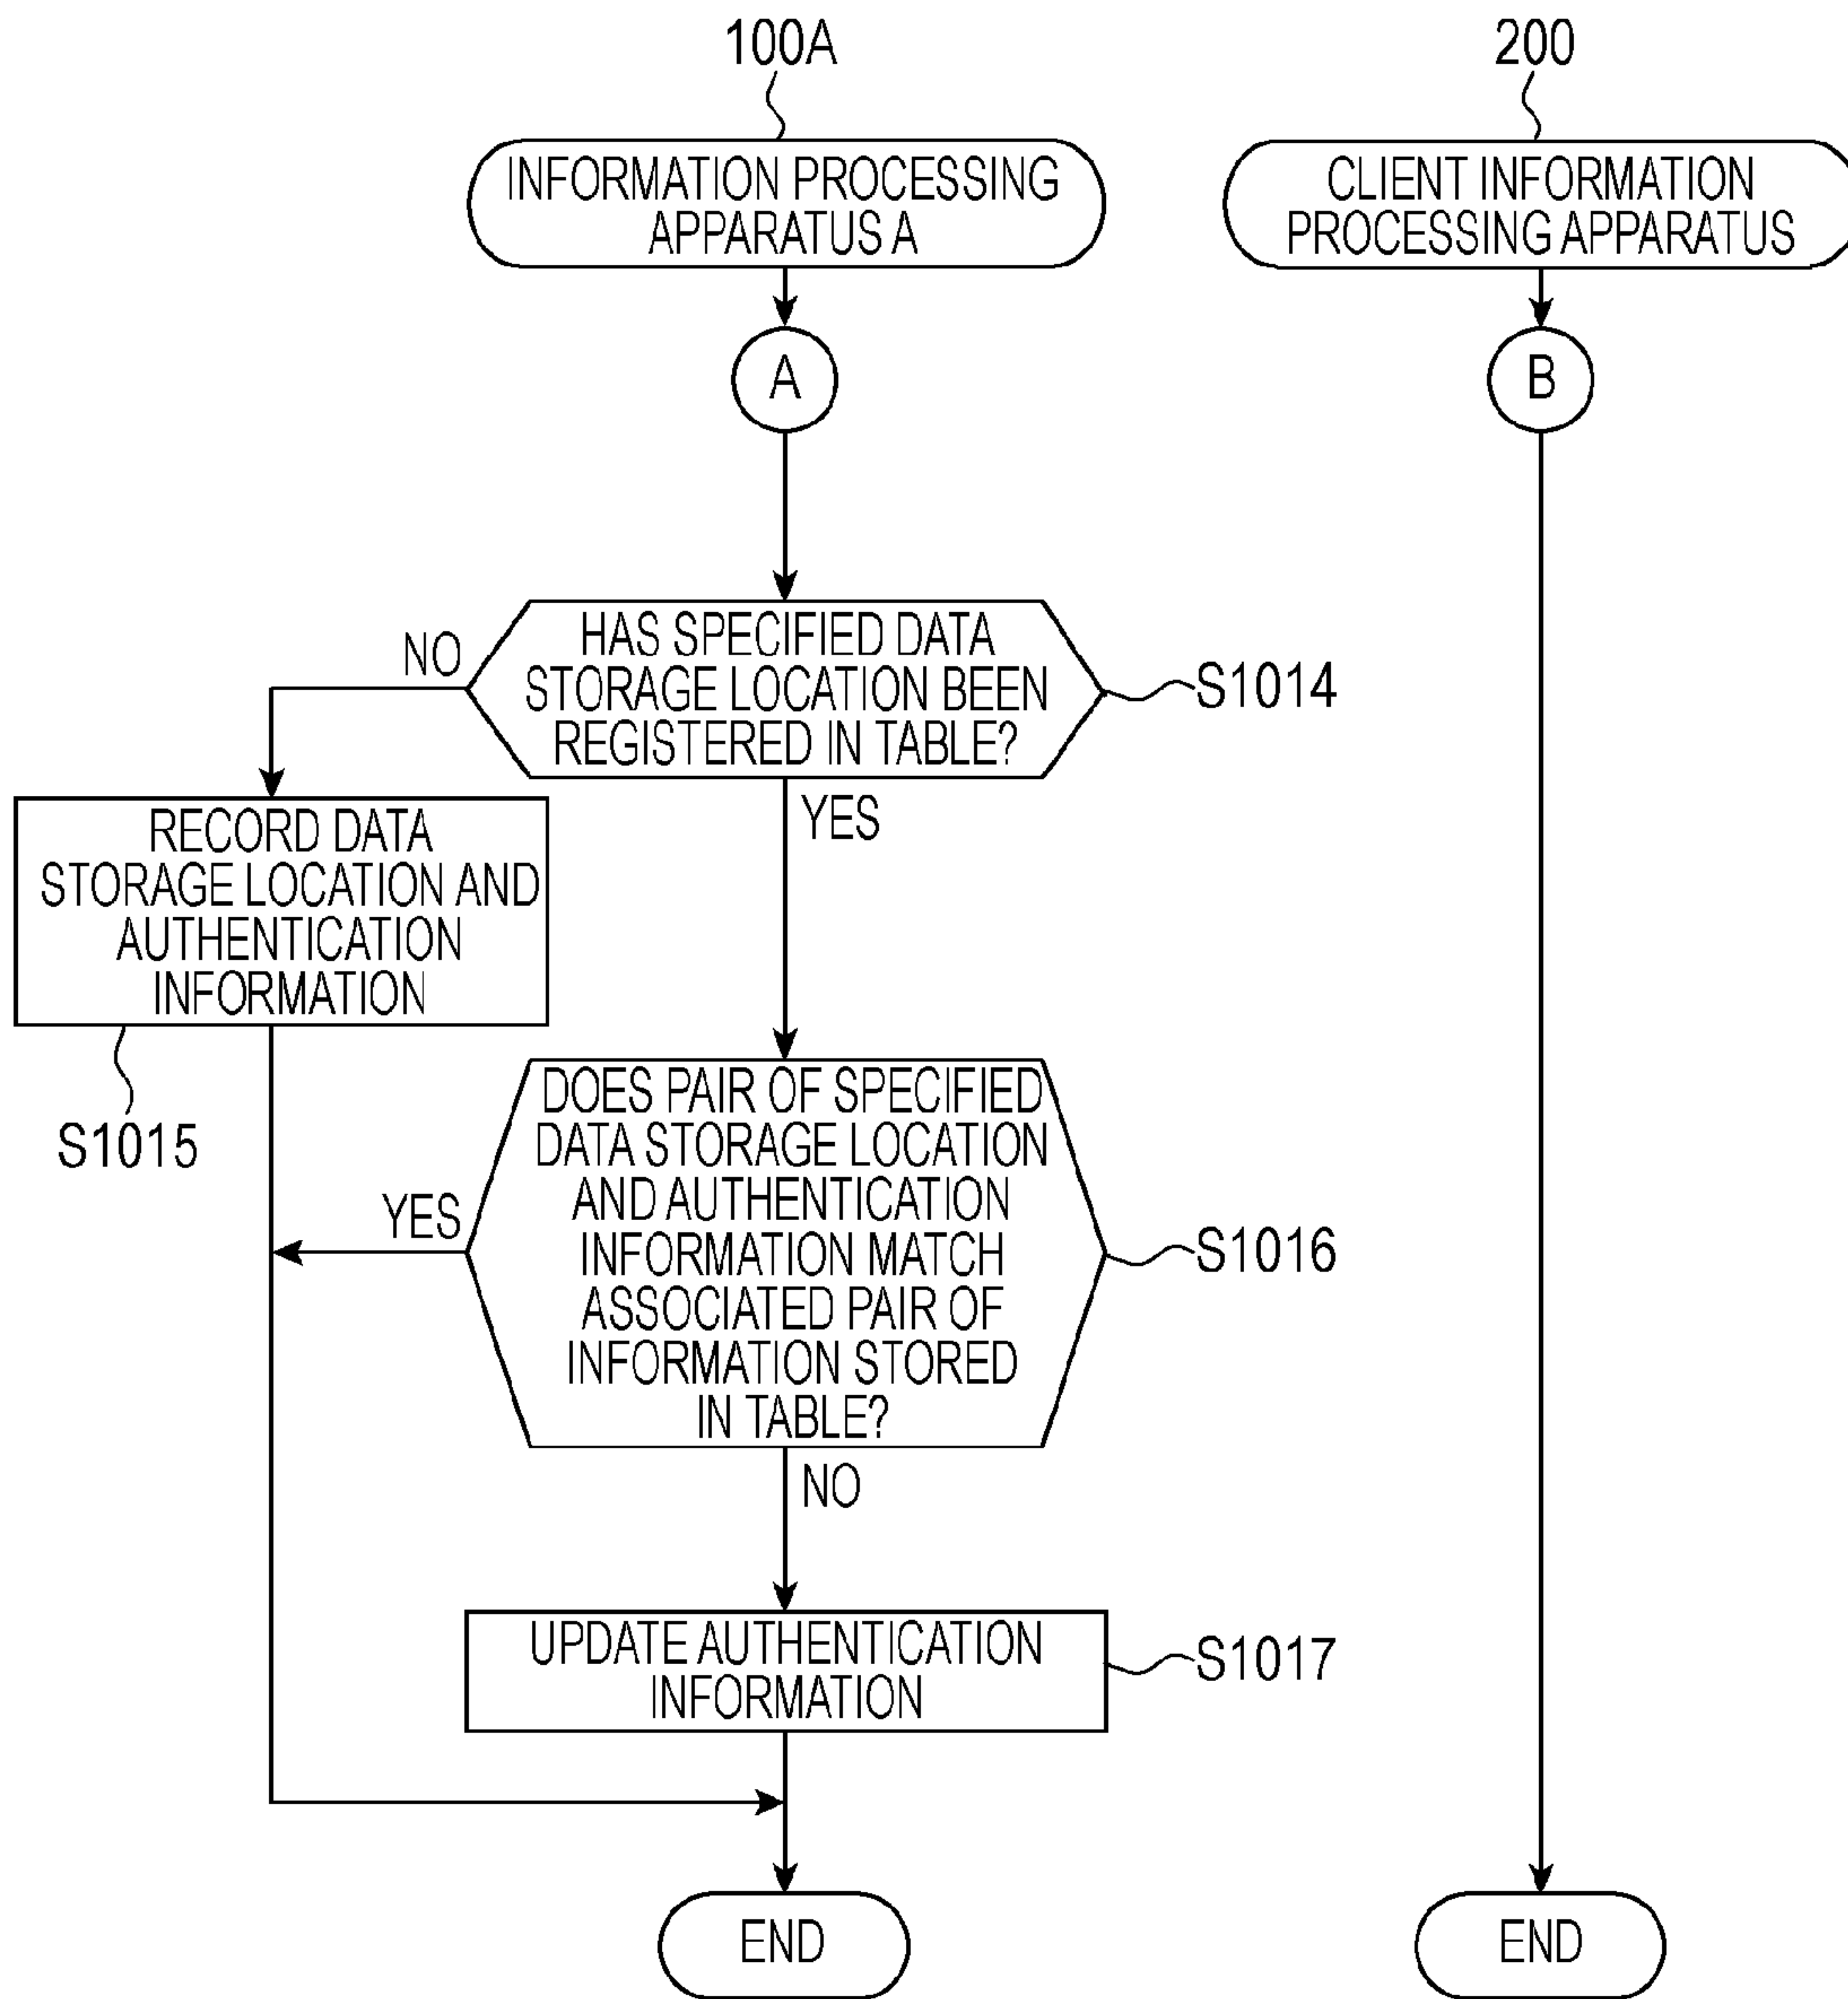 100A
200
INFORMATION PROCESSING
APPARATUS A
CLIENT INFORMATION
PROCESSING APPARATUS
A
B
HAS SPECIFIED DATA
STORAGE LOCATION BEEN
REGISTERED IN TABLE?
NO
S1014
YES
RECORD DATA
STORAGE LOCATION AND
AUTHENTICATION
INFORMATION
S1015
DOES PAIR OF SPECIFIED
DATA STORAGE LOCATION
AND AUTHENTICATION
INFORMATION MATCH
ASSOCIATED PAIR OF
INFORMATION STORED
IN TABLE?
YES
S1016
NO
UPDATE AUTHENTICATION
INFORMATION
S1017
END
END